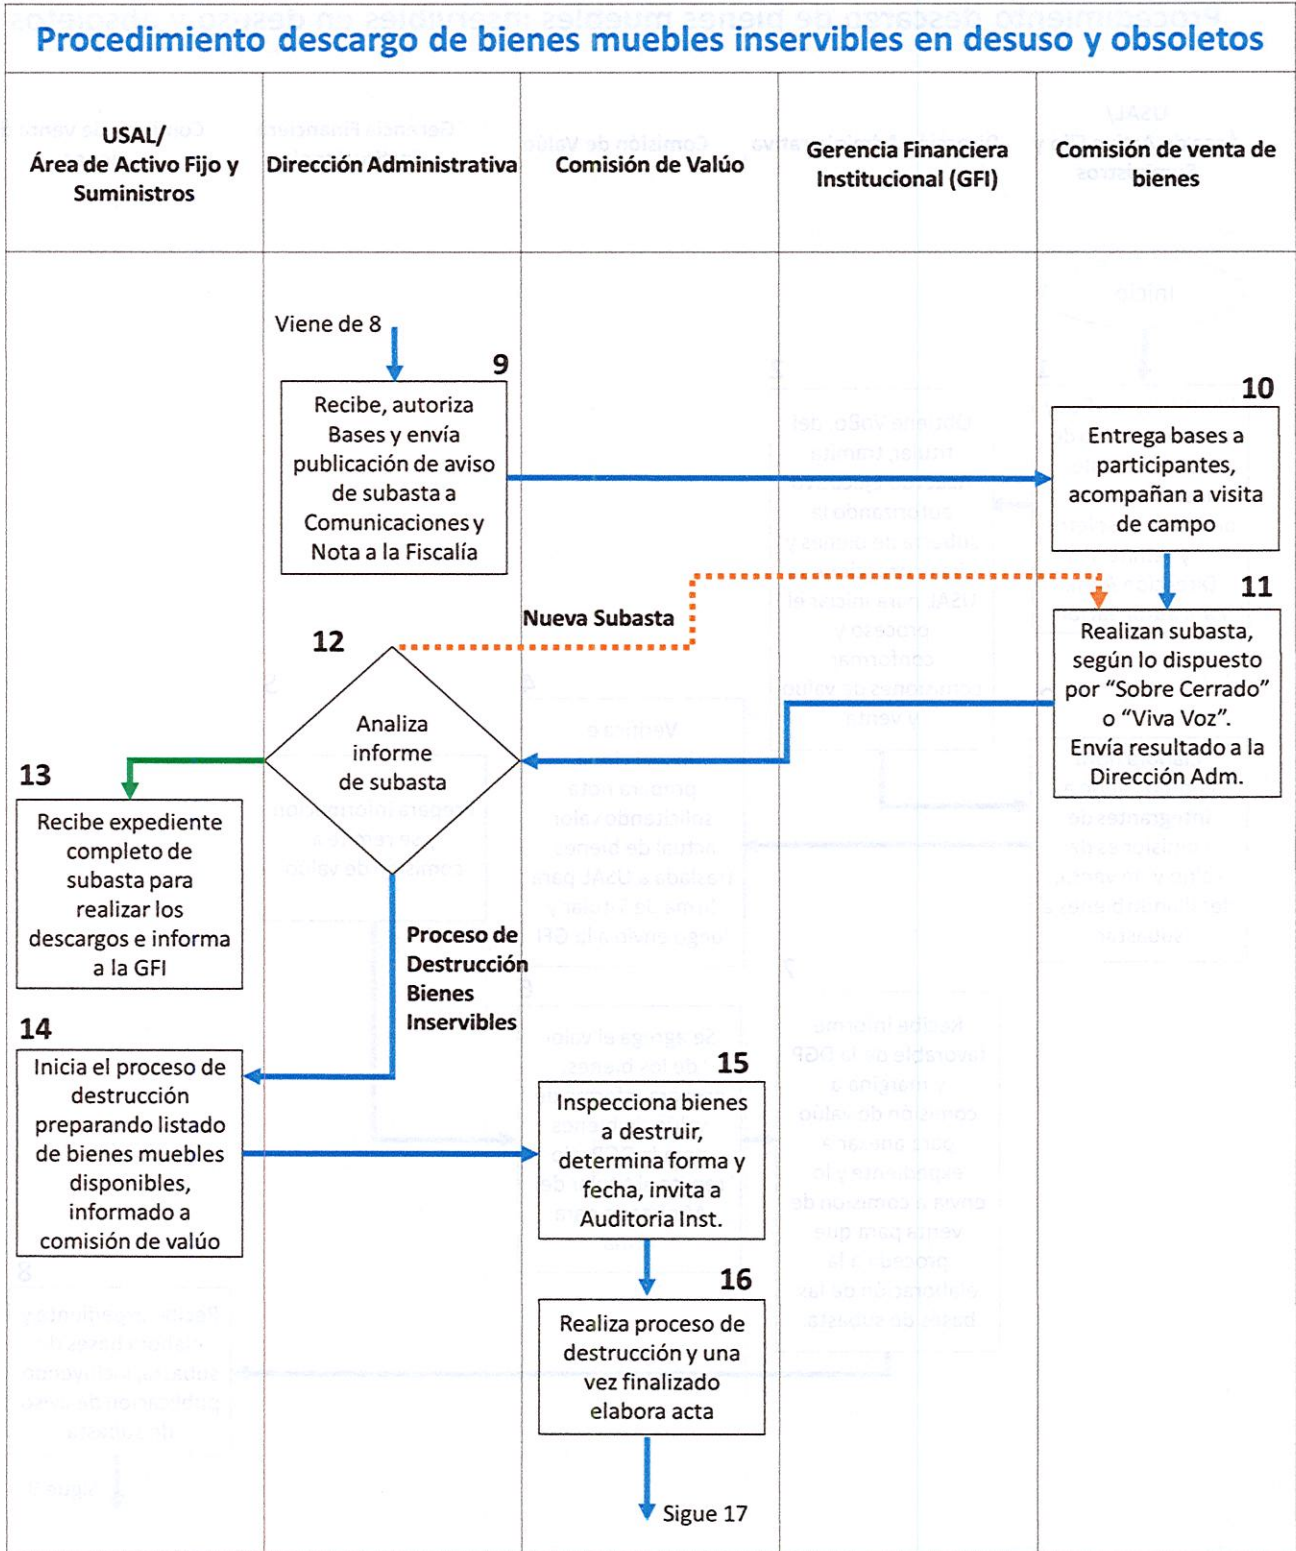 Procedimiento descargo de bienes muebles inservibles en desuso y obsoletos
USAL/
Área de Activo Fijo y
Suministros
Dirección Administrativa
Comisión de Valúo
Gerencia Financiera
Institucional (GFI)
Comisión de venta de
bienes
Viene de 8
9
Recibe, autoriza
Bases y envía
publicación de aviso
de subasta a
Comunicaciones y
Nota a la Fiscalía
10
Entrega bases a
participantes,
acompañan a visita
de campo
11
Realizan subasta,
según lo dispuesto
por “Sobre Cerrado”
o “Viva Voz”.
Envía resultado a la
Dirección Adm.
Nueva Subasta
12
Analiza
informe
de subasta
13
Recibe expediente
completo de
subasta para
realizar los
descargos e informa
a la GFI
Proceso de
Destrucción
Bienes
Inservibles
14
Inicia el proceso de
destrucción
preparando listado
de bienes muebles
disponibles,
informado a
comisión de valúo
15
Inspecciona bienes
a destruir,
determina forma y
fecha, invita a
Auditoria Inst.
16
Realiza proceso de
destrucción y una
vez finalizado
elabora acta
Sigue 17